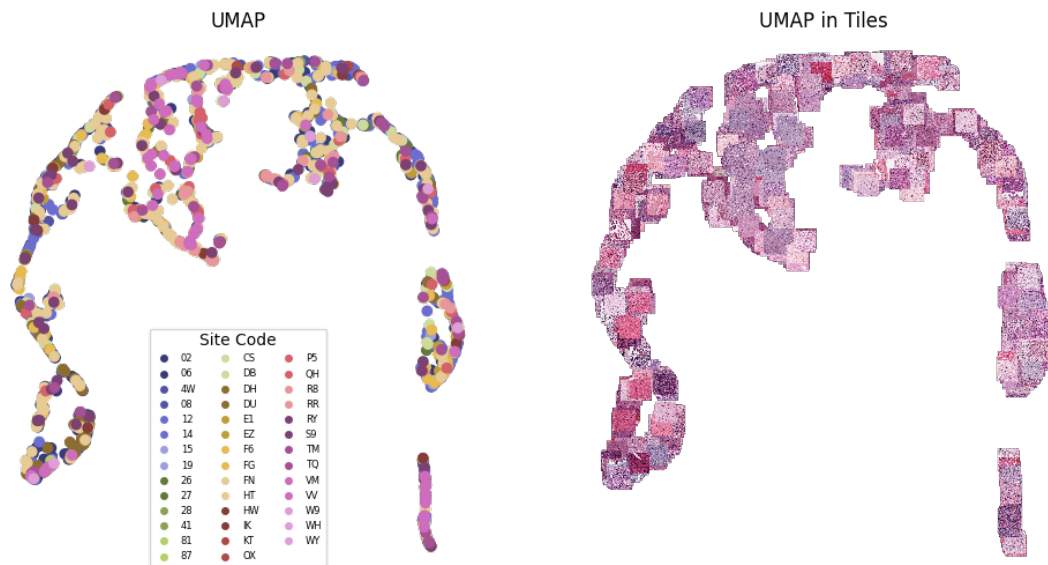 UMAP
UMAP in Tiles
Site Code
02 CS P5
06 DB QH
4W DH R8
08 DU RR
12 E1 RY
14 EZ S9
15 F6 TM
19 FG TQ
26 FN VM
27 HT VV
28 HW W9
41 IK WH
81 KT WY
87 OX